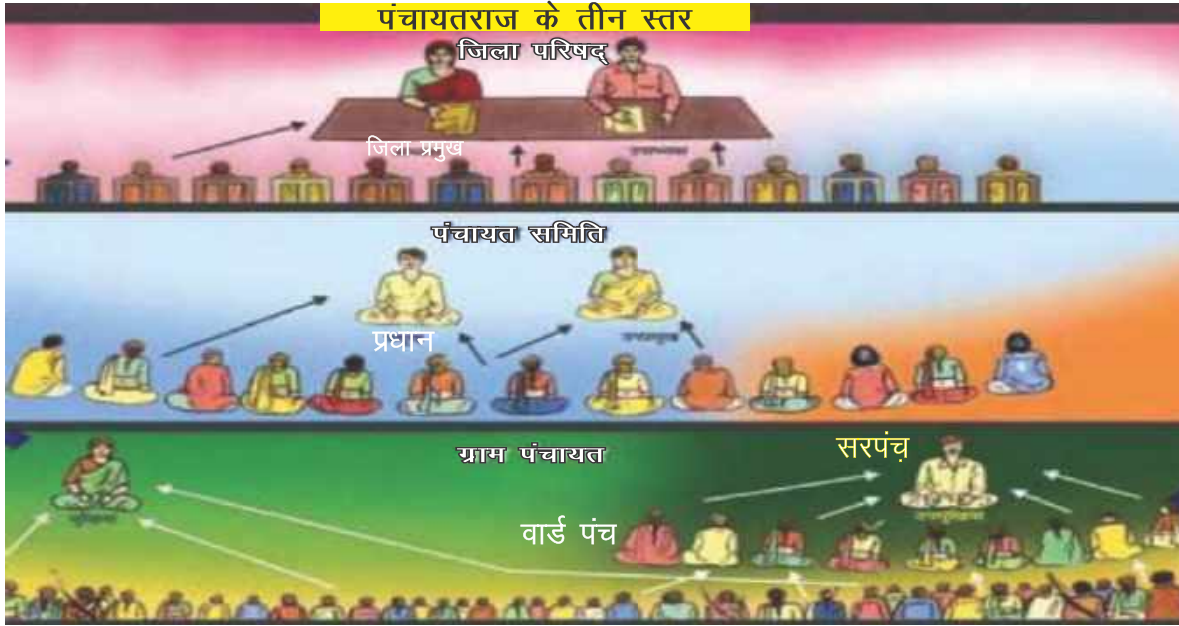 पंचायतराज के तीन स्तर
जिला परिषद्
जिला प्रमुख
पंचायत समिति
प्रधान
ग्राम पंचायत
सरपंच
वार्ड पंच